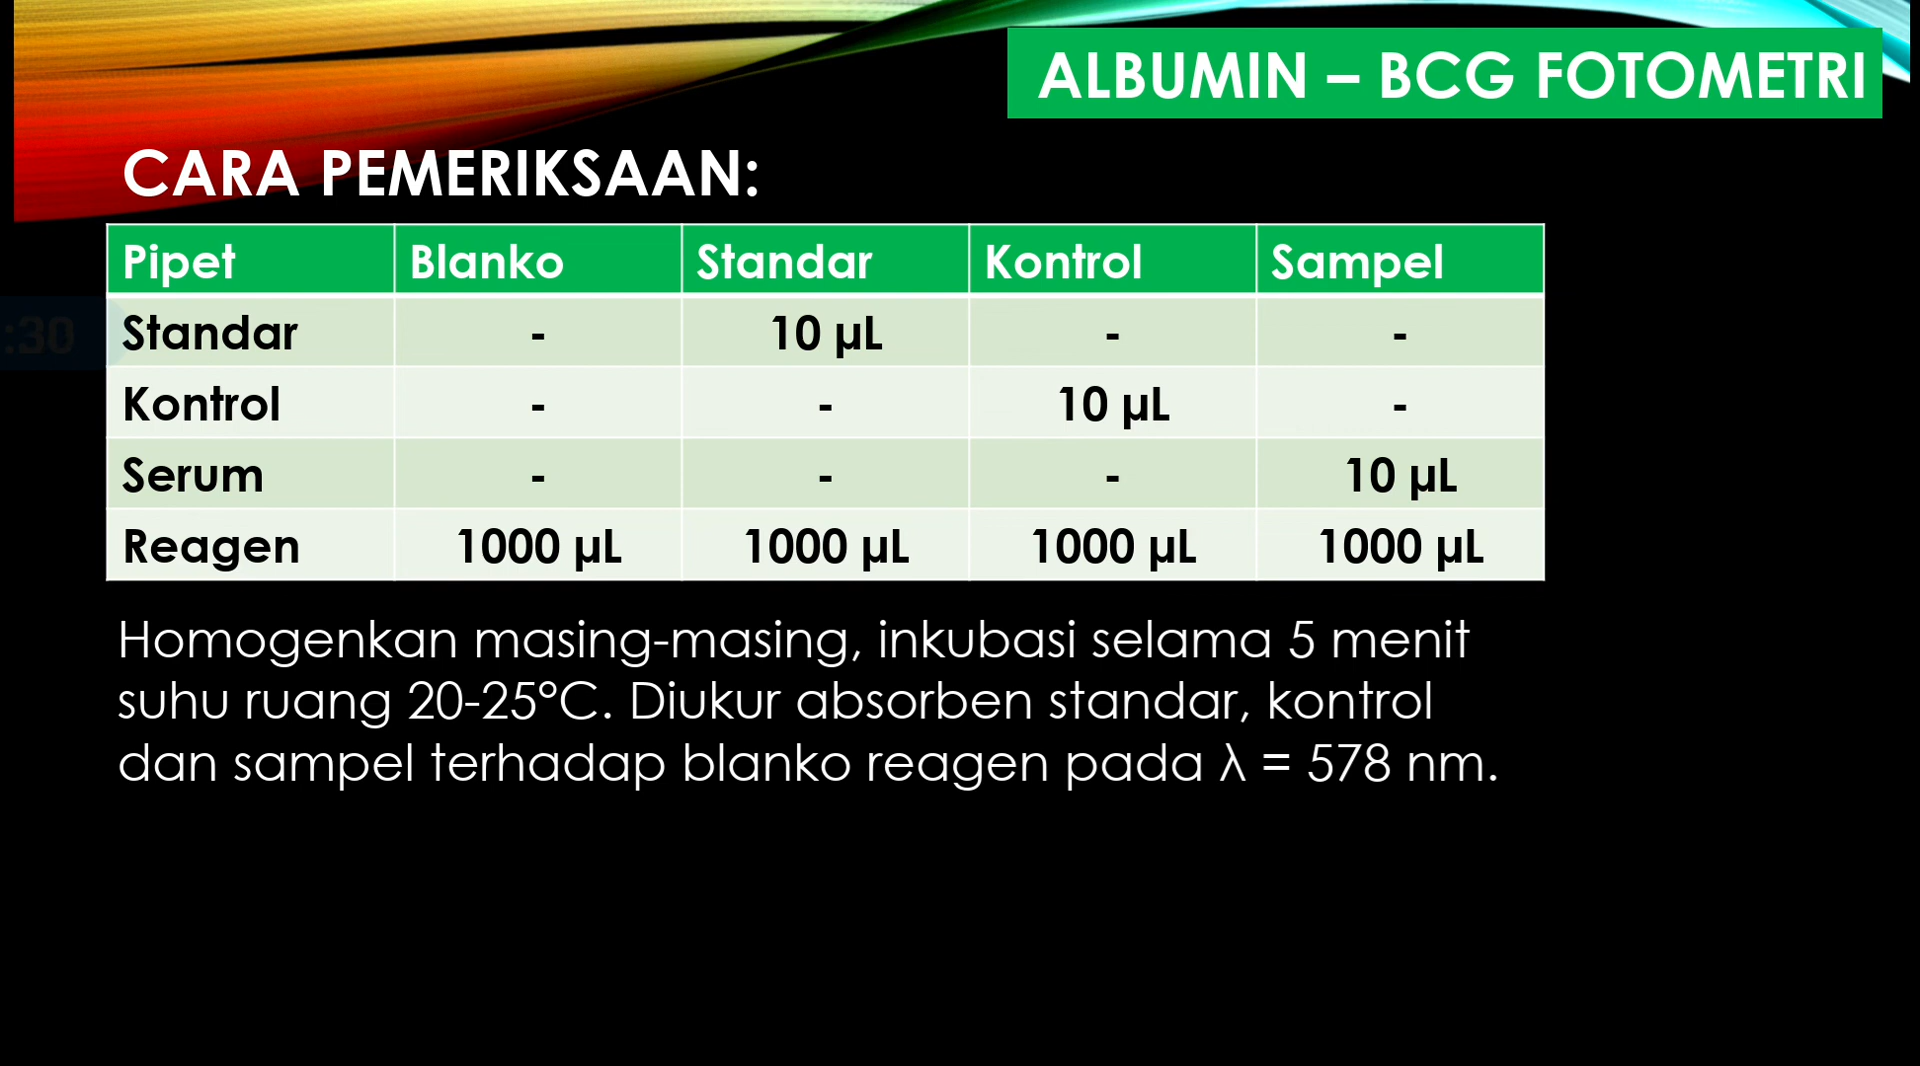 ALBUMIN – BCG FOTOMETRI
CARA PEMERIKSAAN:
Pipet Blanko Standar Kontrol Sampel
:30
Standar - 10 µL - -
Kontrol - - 10 µL -
Serum - - - 10 µL
Reagen 1000 µL 1000 µL 1000 µL 1000 µL
Homogenkan masing-masing, inkubasi selama 5 menit
suhu ruang 20-25°C. Diukur absorben standar, kontrol
dan sampel terhadap blanko reagen pada λ = 578 nm.